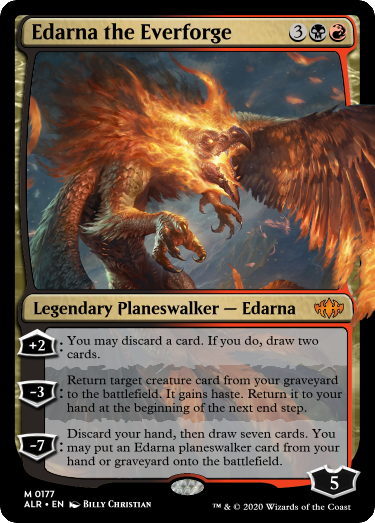 Edarna the Everforge 3
Legendary Planeswalker — Edarna
+2: You may discard a card. If you do, draw two
cards.
-3: Return target creature card from your graveyard
to the battlefield. It gains haste. Return it to your
hand at the beginning of the next end step.
-7: Discard your hand, then draw seven cards. You
may put an Edarna planeswalker card from your
hand or graveyard onto the battlefield.
5
M 0177
ALR • EN Billy Christian
™ & © 2020 Wizards of the Coast